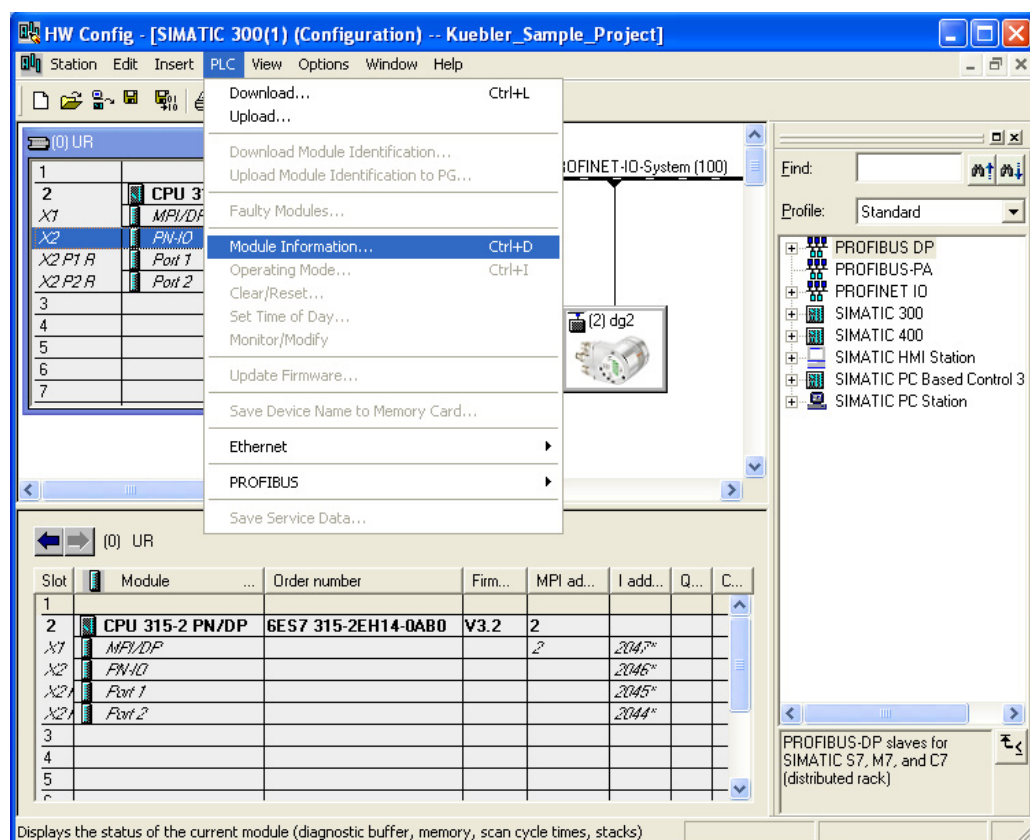 HW Config - [SIMATIC 300(1) (Configuration) -- Kuebler_Sample_Project]
Station Edit Insert PLC View Options Window Help
(0) UR
1
2 CPU 3
X1 MPI/DP
X2 PN-IO
X2 P1 R Port 1
X2 P2 R Port 2
3
4
5
6
7
Download... Ctrl+L
Upload...
Download Module Identification...
Upload Module Identification to PG...
Faulty Modules...
Module Information... Ctrl+D
Operating Mode... Ctrl+I
Clear/Reset...
Set Time of Day...
Monitor/Modify
Update Firmware...
Save Device Name to Memory Card...
Ethernet
PROFIBUS
Save Service Data...
OFINET-IO-System (100)
(2) dg2
Find:
Profile: Standard
PROFIBUS DP
PROFIBUS-PA
PROFINET IO
SIMATIC 300
SIMATIC 400
SIMATIC HMI Station
SIMATIC PC Based Control 3
SIMATIC PC Station
PROFIBUS-DP slaves for
SIMATIC S7, M7, and C7
(distributed rack)
(0) UR
Slot Module ... Order number Firm... MPI ad... I add... Q... C...
1
2 CPU 315-2 PN/DP 6ES7 315-2EH14-0AB0 V3.2 2
X1 MPI/DP 2 2047*
X2 PN-IO 2046*
X2 Port 1 2045*
X2 Port 2 2044*
3
4
5
Displays the status of the current module (diagnostic buffer, memory, scan cycle times, stacks)